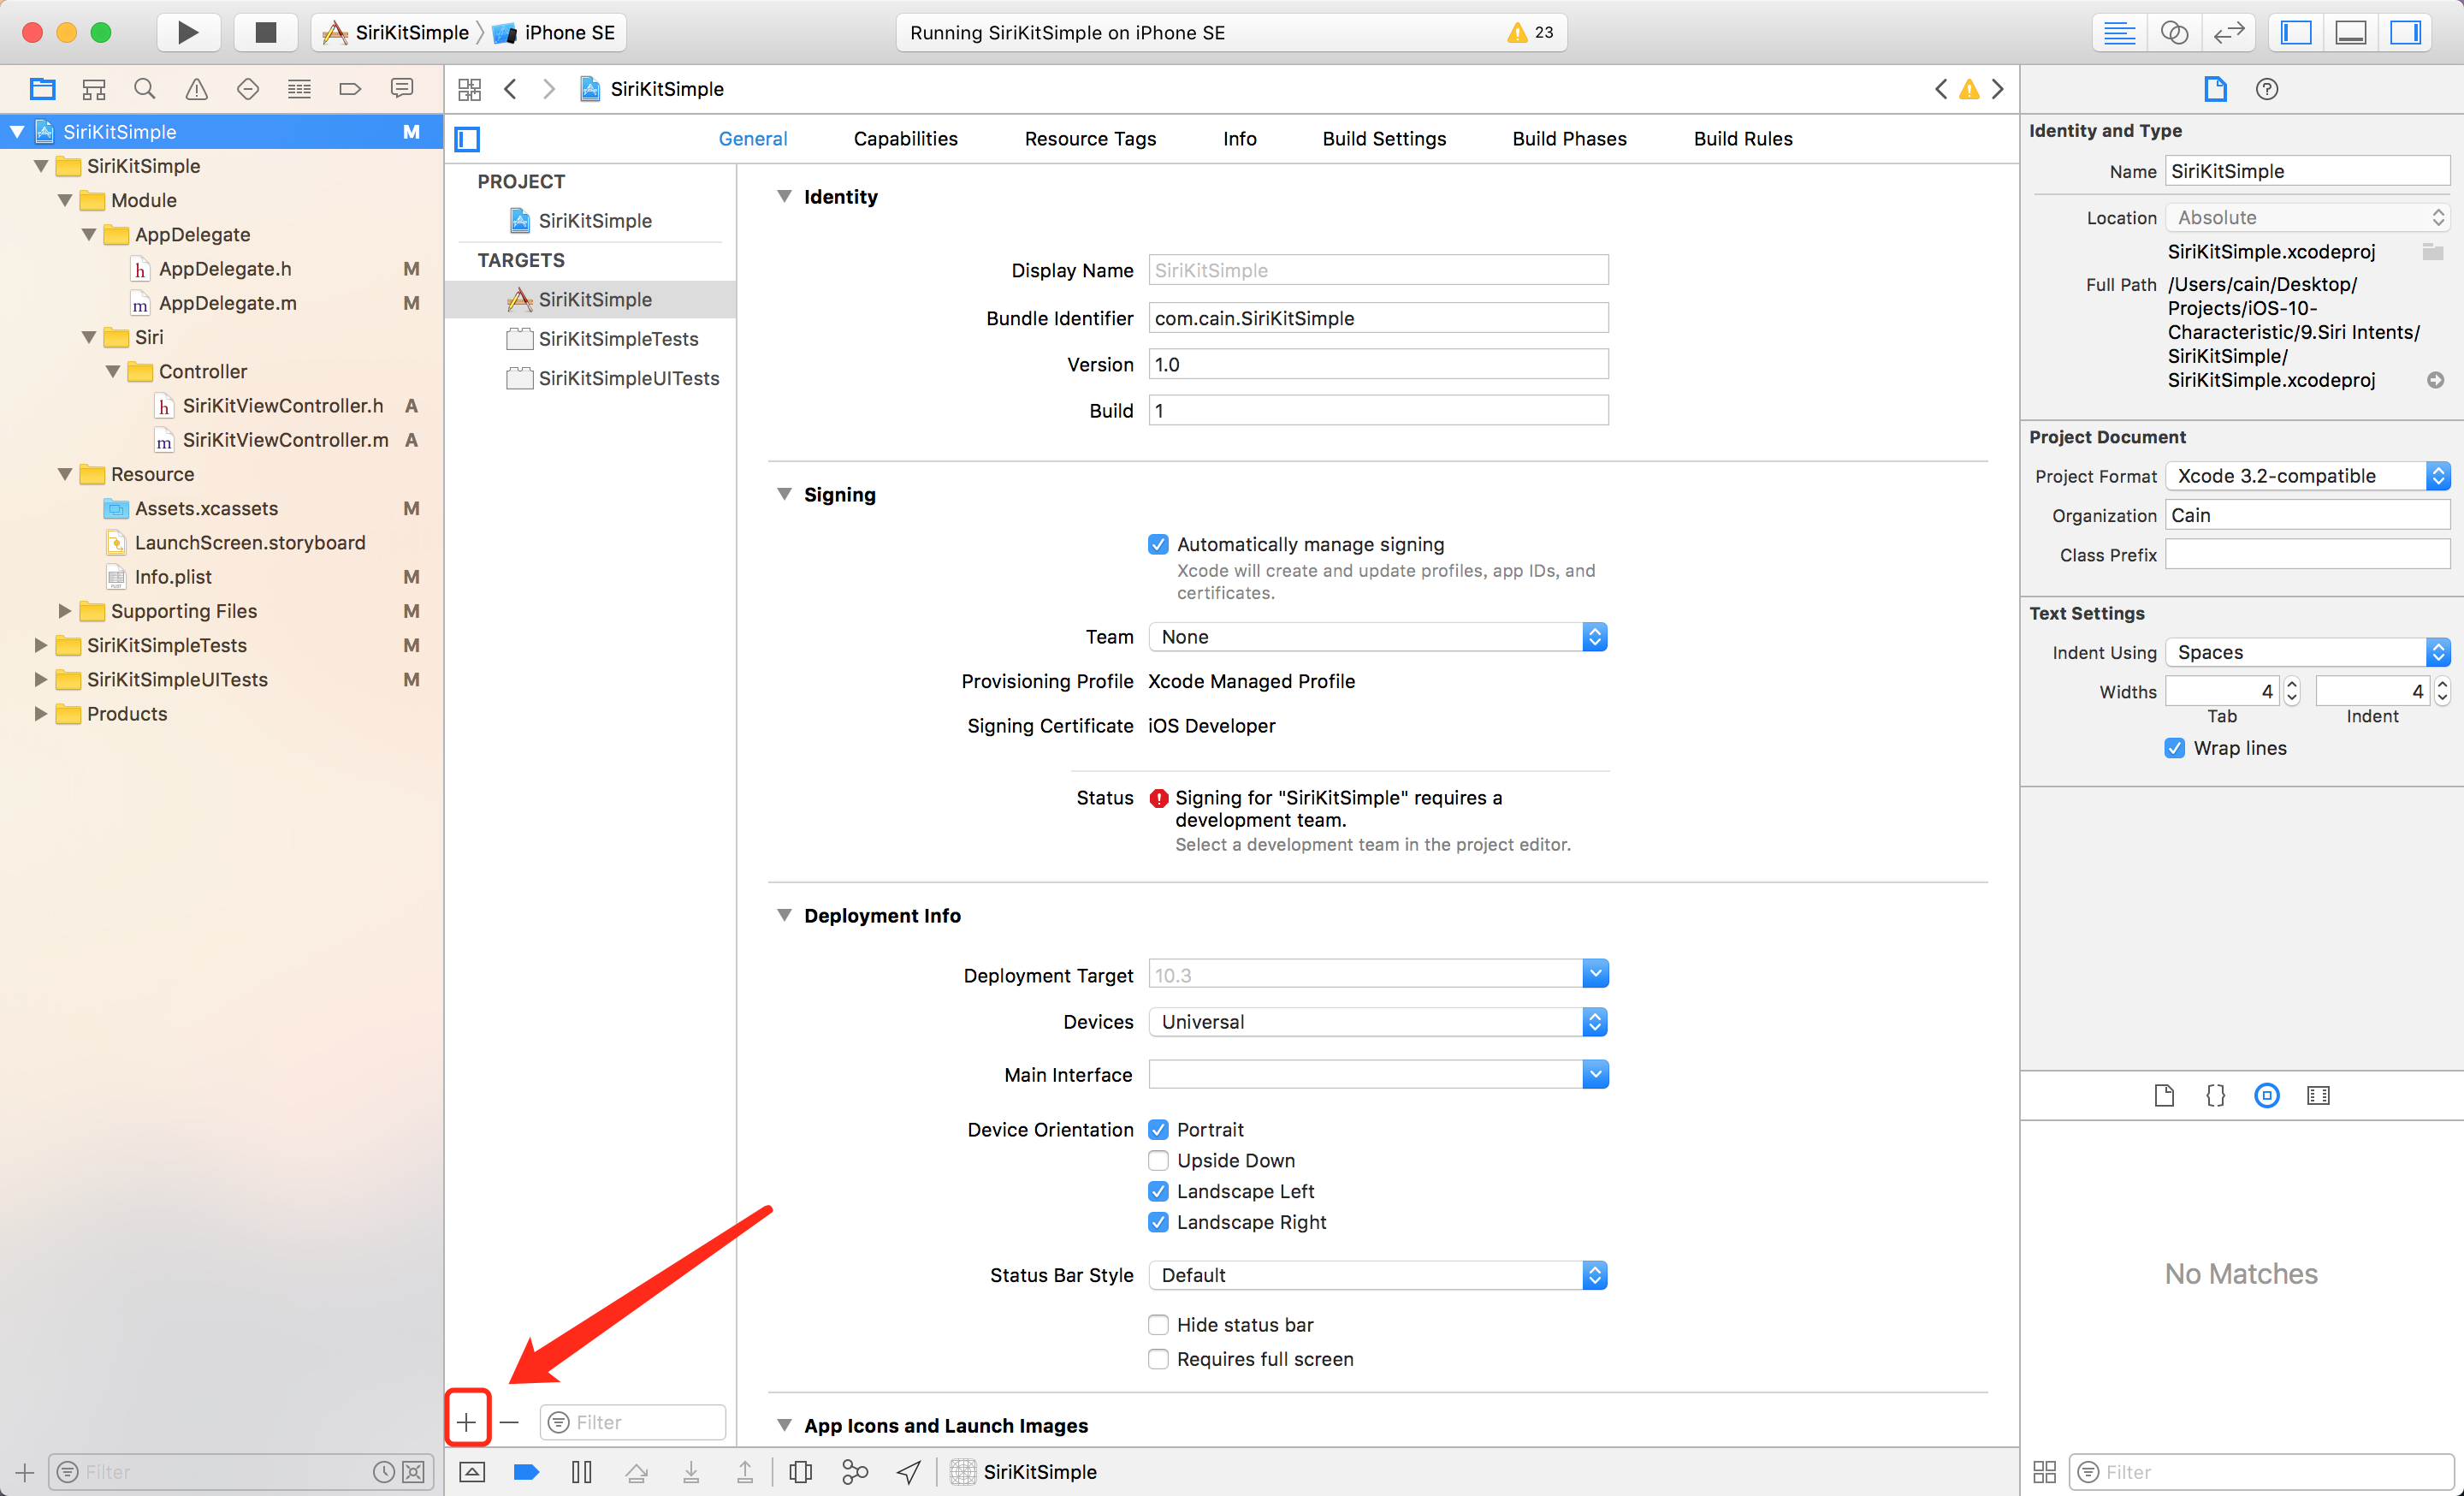 SiriKitSimple
iPhone SE
Running SiriKitSimple on iPhone SE
23
SiriKitSimple M
SiriKitSimple
Module
AppDelegate
h AppDelegate.h M
m AppDelegate.m M
Siri
Controller
h SiriKitViewController.h A
m SiriKitViewController.m A
Resource
Assets.xcassets M
LaunchScreen.storyboard
Info.plist M
Supporting Files M
SiriKitSimpleTests M
SiriKitSimpleUITests M
Products
Filter
SiriKitSimple
General Capabilities Resource Tags Info Build Settings Build Phases Build Rules
PROJECT
SiriKitSimple
TARGETS
SiriKitSimple
SiriKitSimpleTests
SiriKitSimpleUITests
Filter
Identity
Display Name SiriKitSimple
Bundle Identifier com.cain.SiriKitSimple
Version 1.0
Build 1
Signing
Automatically manage signing
Xcode will create and update profiles, app IDs, and
certificates.
Team None
Provisioning Profile Xcode Managed Profile
Signing Certificate iOS Developer
Status Signing for "SiriKitSimple" requires a
development team.
Select a development team in the project editor.
Deployment Info
Deployment Target 10.3
Devices Universal
Main Interface
Device Orientation Portrait
Upside Down
Landscape Left
Landscape Right
Status Bar Style Default
Hide status bar
Requires full screen
App Icons and Launch Images
SiriKitSimple
Identity and Type
Name SiriKitSimple
Location Absolute
SiriKitSimple.xcodeproj
Full Path /Users/cain/Desktop/
Projects/iOS-10-
Characteristic/9.Siri Intents/
SiriKitSimple/
SiriKitSimple.xcodeproj
Project Document
Project Format Xcode 3.2-compatible
Organization Cain
Class Prefix
Text Settings
Indent Using Spaces
Widths 4 4
Tab Indent
Wrap lines
No Matches
Filter